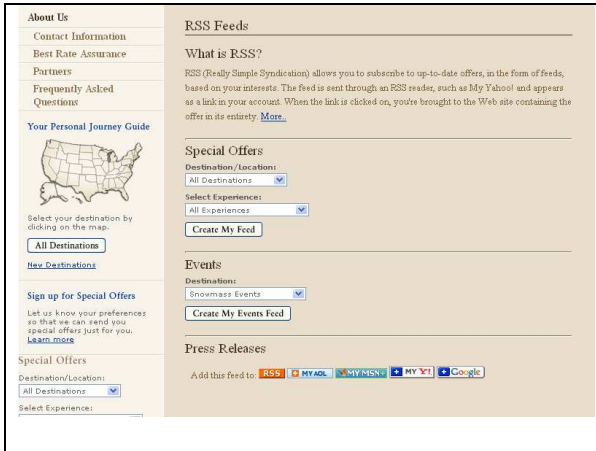 About Us
Contact Information
Best Rate Assurance
Partners
Frequently Asked
Questions
Your Personal Journey Guide
Select your destination by
clicking on the map.
All Destinations
New Destinations
Sign up for Special Offers
Let us know your preferences
so that we can send you
special offers just for you.
Learn more
Special Offers
Destination/Location:
All Destinations
Select Experience:
RSS Feeds
What is RSS?
RSS (Really Simple Syndication) allows you to subscribe to up-to-date offers, in the form of feeds,
based on your interests. The feed is sent through an RSS reader, such as My Yahoo! and appears
as a link in your account. When the link is clicked on, you're brought to the Web site containing the
offer in its entirety. More..
Special Offers
Destination/Location:
All Destinations
Select Experience:
All Experiences
Create My Feed
Events
Destination:
Snowmass Events
Create My Events Feed
Press Releases
Add this feed to: RSS MY AOL MY MSN+ MY Y! Google